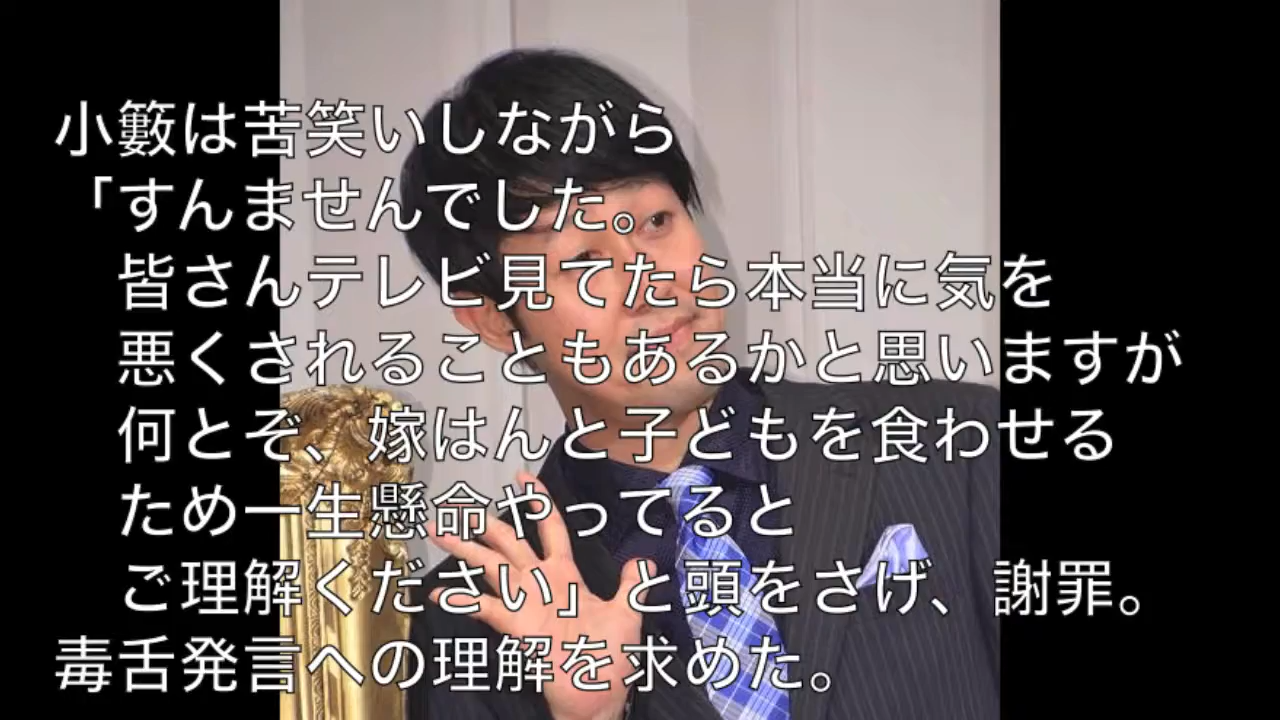 小籔は苦笑いしながら
「すんませんでした。
皆さんテレビ見てたら本当に気を
悪くされることもあるかと思いますが
何とぞ、嫁はんと子どもを食わせる
ため一生懸命やってると
ご理解ください」と頭をさげ、謝罪。
毒舌発言への理解を求めた。